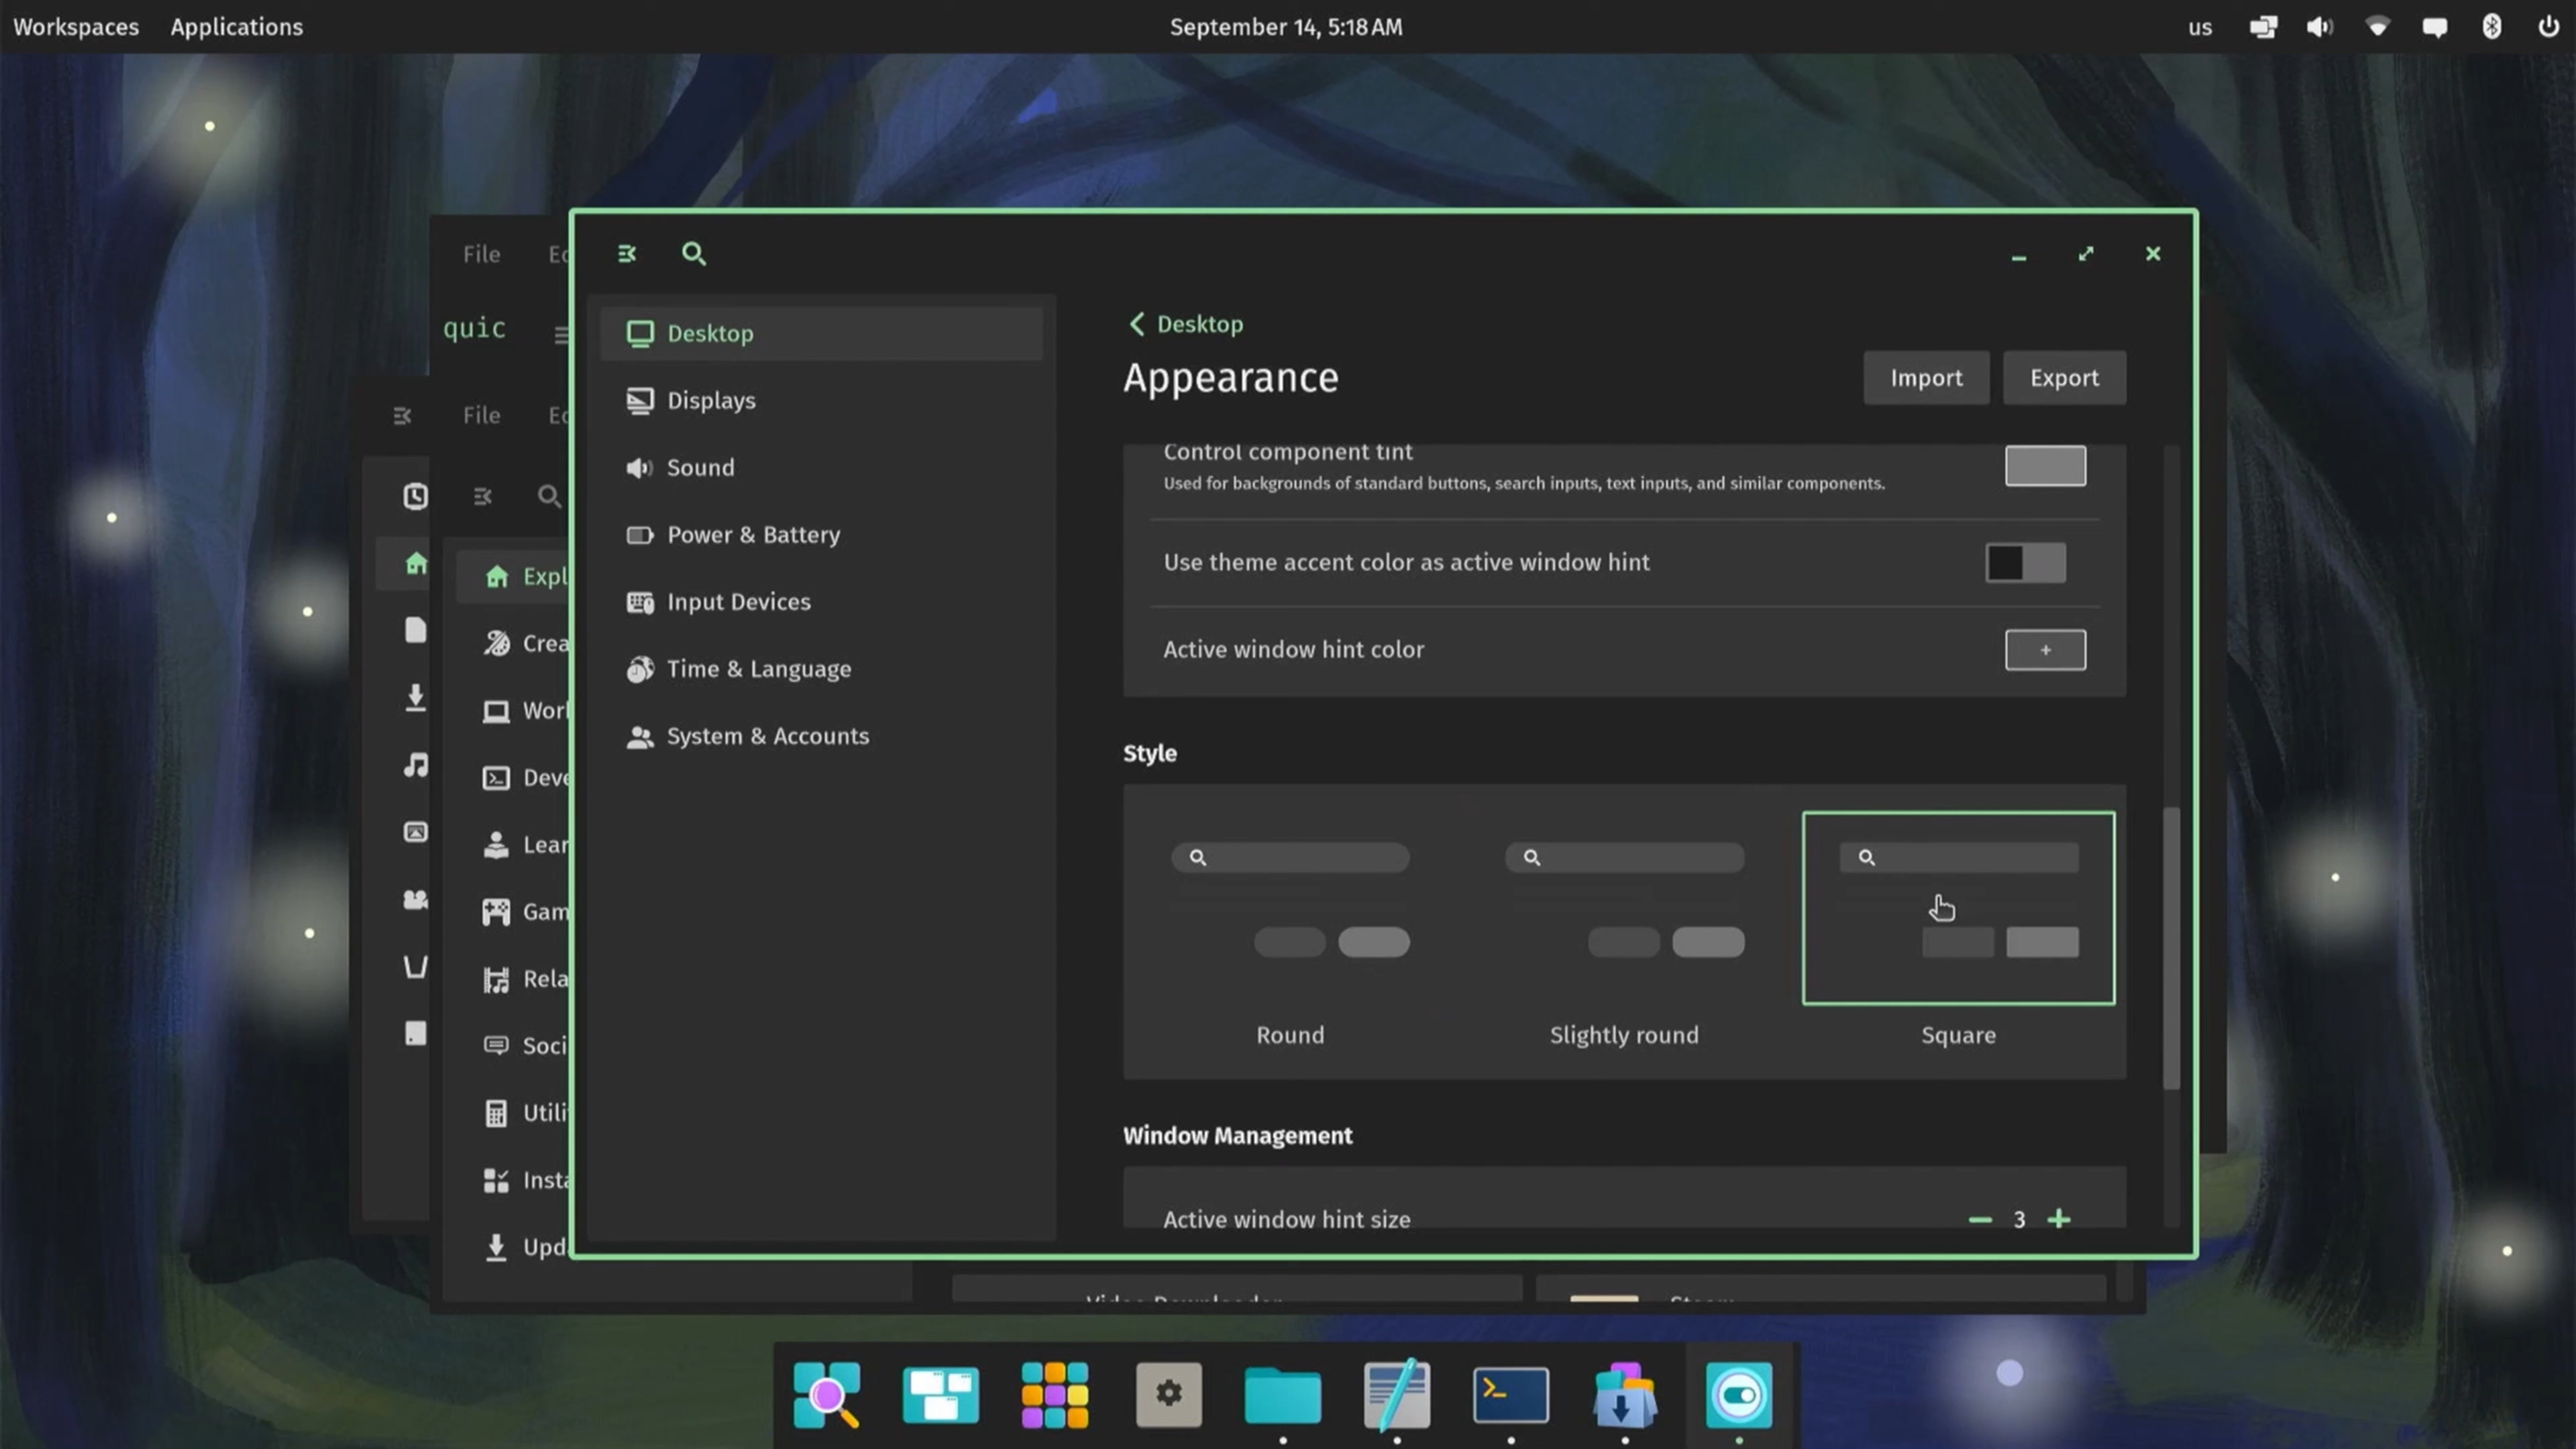 Workspaces Applications September 14, 5:18 AM us
File
quic
File
Desktop
Displays
Sound
Power & Battery
Input Devices
Time & Language
System & Accounts
Desktop
Appearance
Import Export
Control component tint
Used for backgrounds of standard buttons, search inputs, text inputs, and similar components.
Use theme accent color as active window hint
Active window hint color
+
Style
Round Slightly round Square
Window Management
Active window hint size
− 3 +
Expl
Crea
Worl
Deve
Lear
Gam
Rela
Soci
Utili
Insta
Upd
Video Downloader